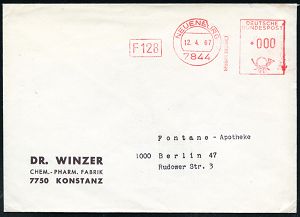 F 128
NEUENBURG
12. 4. 67
7844
DEUTSCHE
BUNDESPOST
*000
Fontane - Apotheke
1000 Berlin 47
Rudower Str. 3
DR. WINZER
CHEM. - PHARM. FABRIK
7750 KONSTANZ